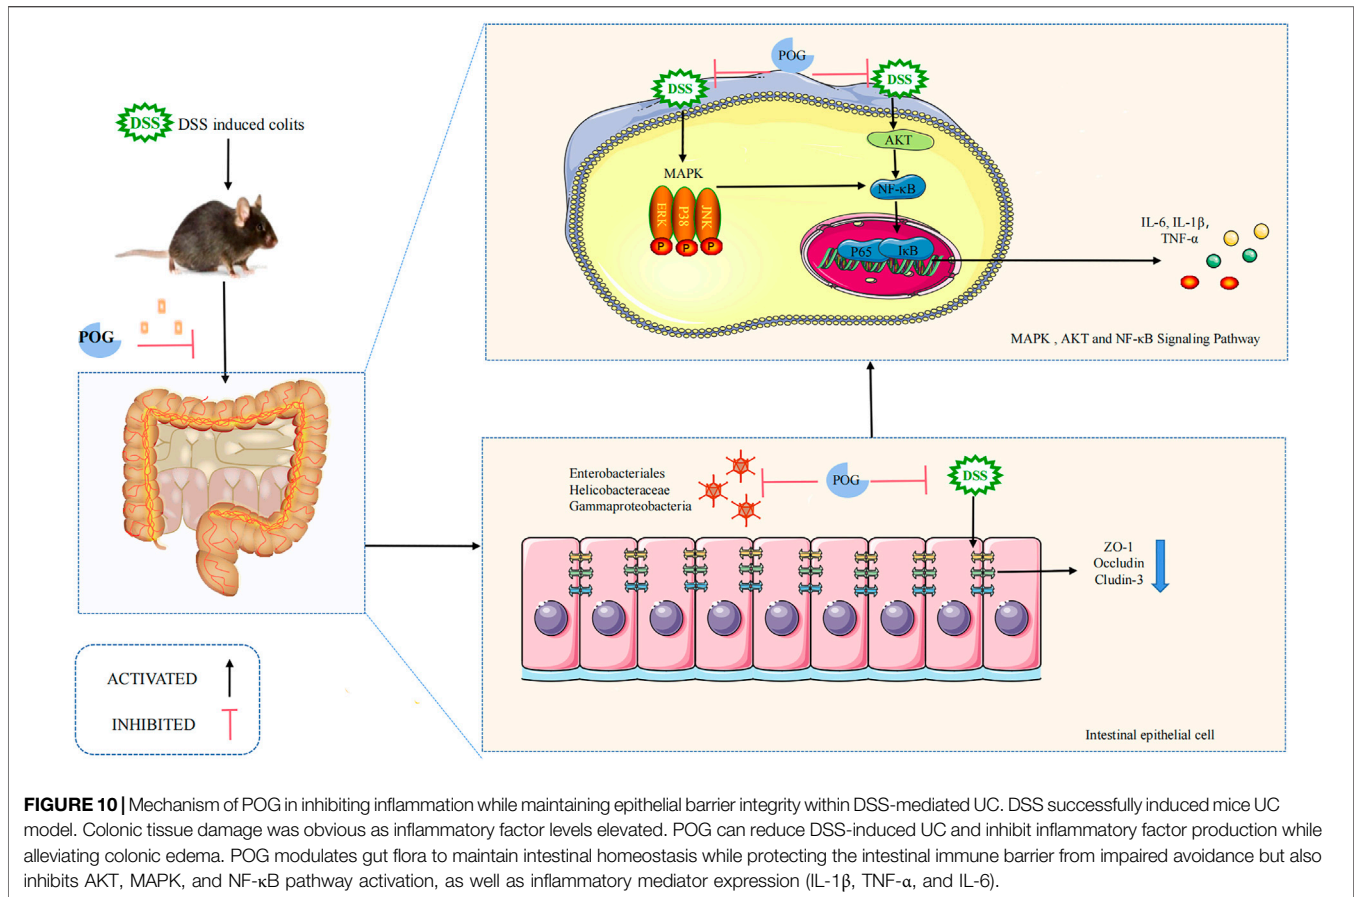 POG
DSS
DSS
DSS
DSS induced colits
AKT
MAPK
NF-κB
ERK
P38
JNK
P
P
P
P65
IκB
IL-6, IL-1β,
TNF-α
MAPK , AKT and NF-κB Signaling Pathway
POG
Enterobacteriales
Helicobacteraceae
Gammaproteobacteria
POG
DSS
ZO-1
Occludin
Cludin-3
Intestinal epithelial cell
ACTIVATED
INHIBITED
FIGURE 10 | Mechanism of POG in inhibiting inflammation while maintaining epithelial barrier integrity within DSS-mediated UC. DSS successfully induced mice UC
model. Colonic tissue damage was obvious as inflammatory factor levels elevated. POG can reduce DSS-induced UC and inhibit inflammatory factor production while
alleviating colonic edema. POG modulates gut flora to maintain intestinal homeostasis while protecting the intestinal immune barrier from impaired avoidance but also
inhibits AKT, MAPK, and NF-κB pathway activation, as well as inflammatory mediator expression (IL-1β, TNF-α, and IL-6).